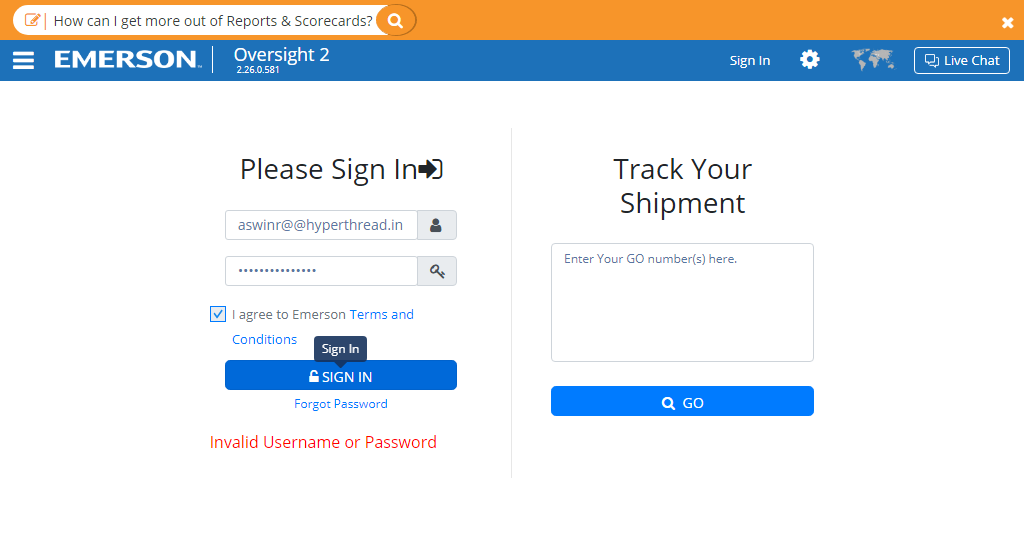 How can I get more out of Reports & Scorecards?
EMERSON™
Oversight 2
2.26.0.581
Sign In
Live Chat
Please Sign In
aswinr@@hyperthread.in
•••••••••••••••
I agree to Emerson Terms and
Conditions
Sign In
SIGN IN
Forgot Password
Invalid Username or Password
Track Your
Shipment
Enter Your GO number(s) here.
GO